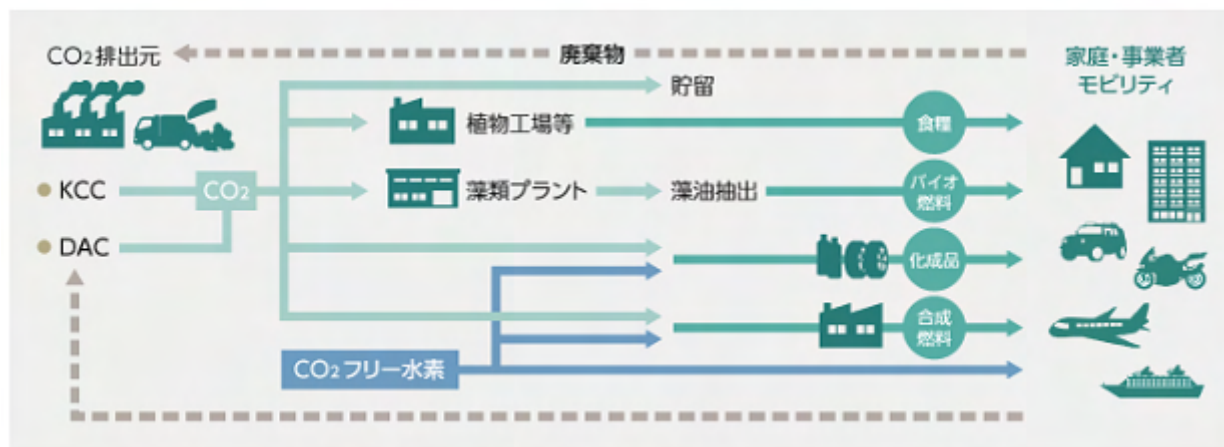 CO2排出元
廃棄物
家庭・事業者
モビリティ
貯留
植物工場等
食糧
KCC
CO2
藻類プラント
藻油抽出
バイオ
燃料
DAC
化成品
合成
燃料
CO2フリー水素